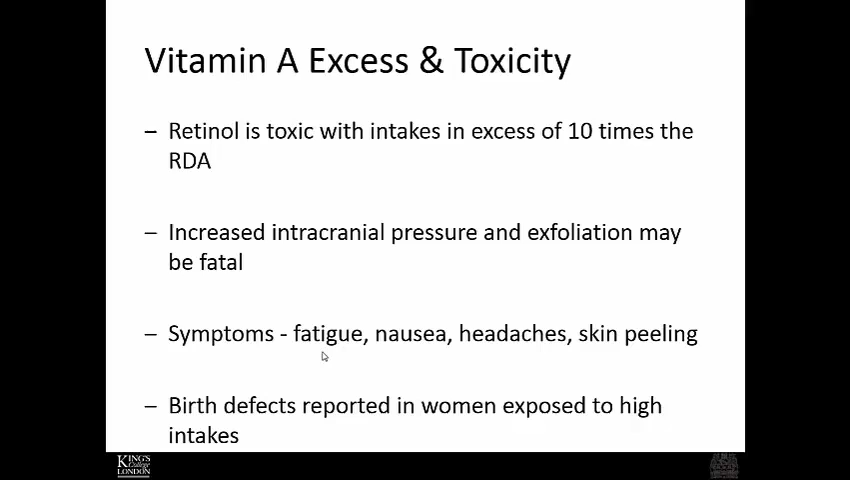 Vitamin A Excess & Toxicity
– Retinol is toxic with intakes in excess of 10 times the
RDA
– Increased intracranial pressure and exfoliation may
be fatal
– Symptoms - fatigue, nausea, headaches, skin peeling
– Birth defects reported in women exposed to high
intakes
KING'S
College
LONDON